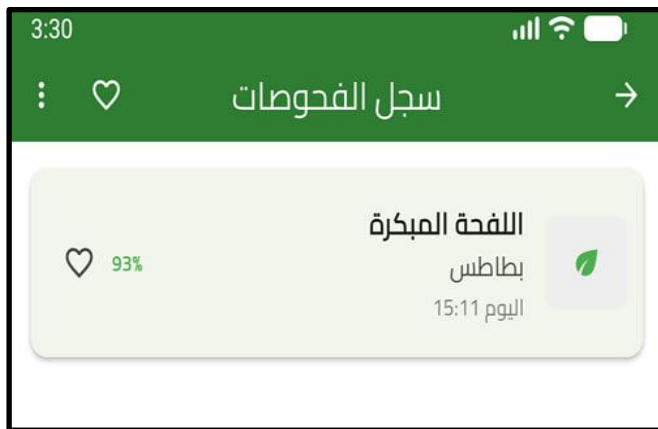 3:30
سجل الفحوصات
اللفحة المبكرة
بطاطس
93%
اليوم 15:11